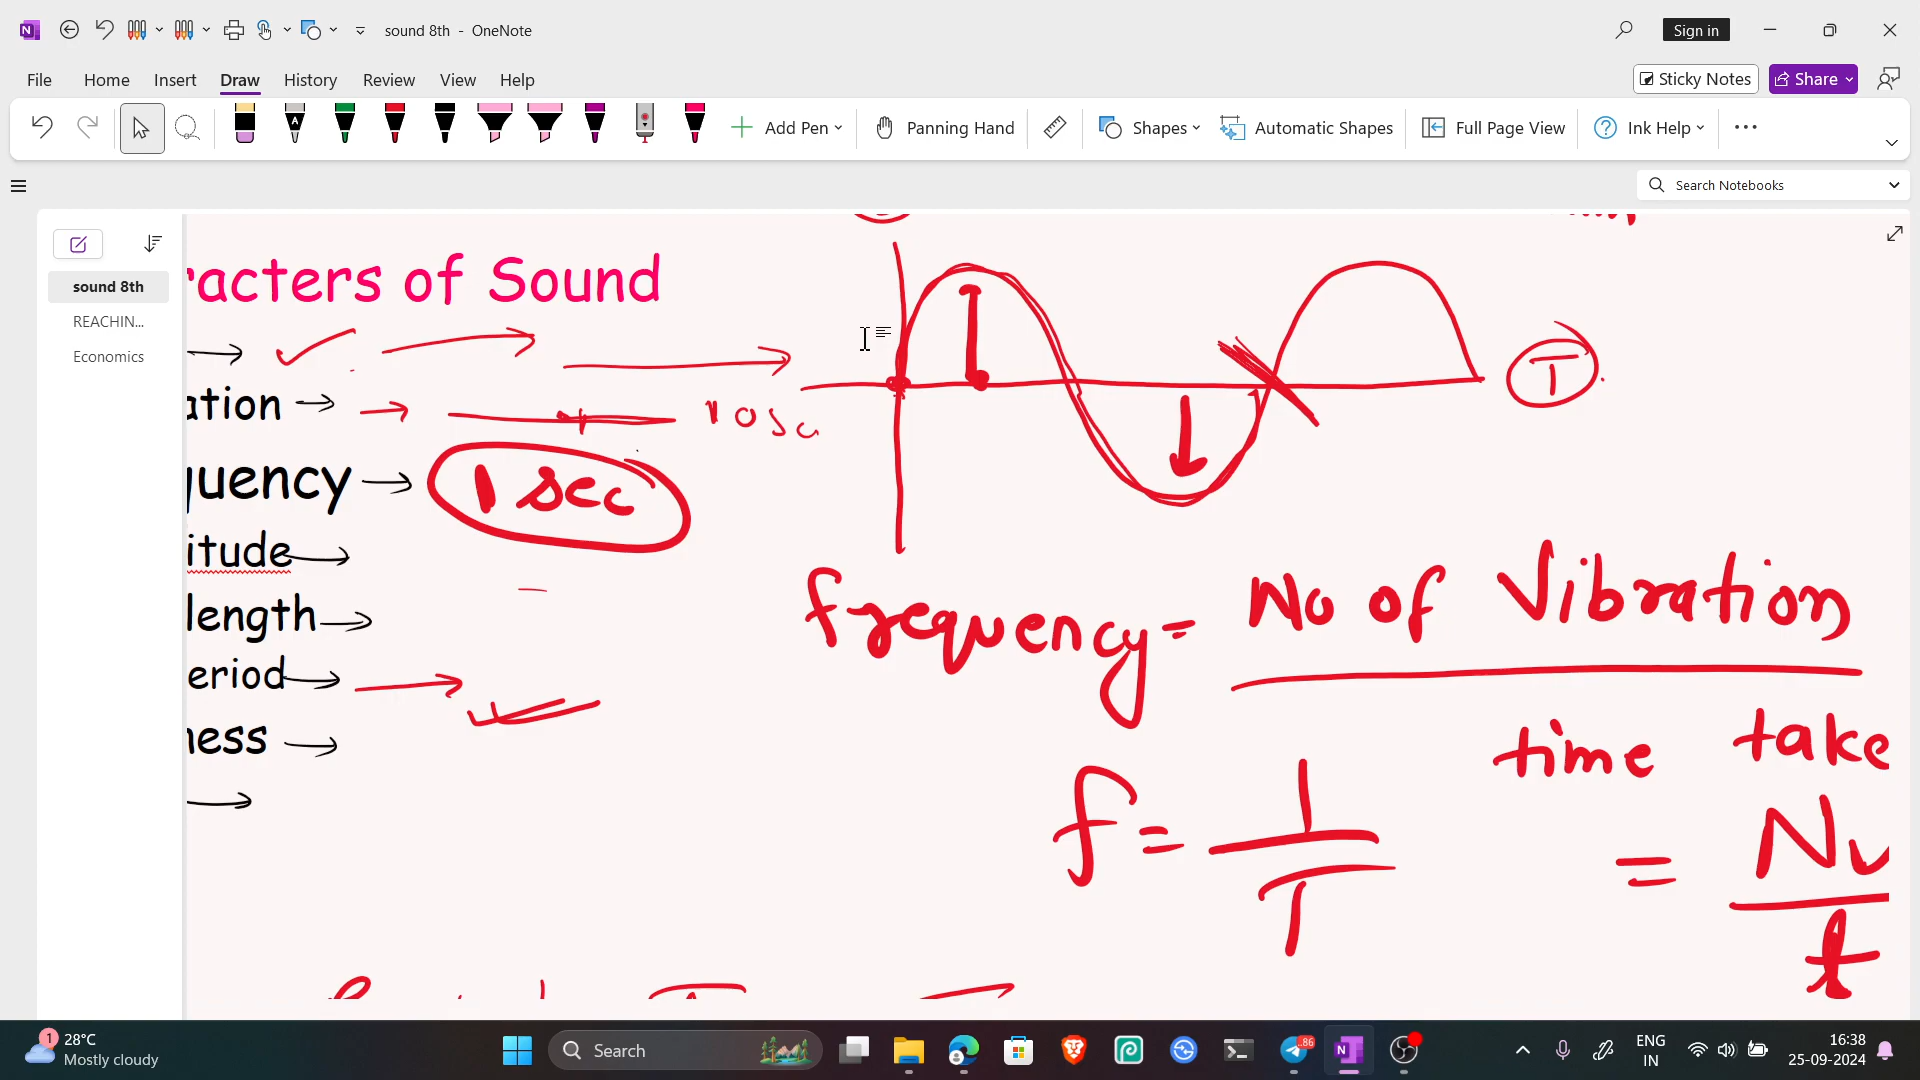 sound 8th - OneNote
Sign in
File Home Insert Draw History Review View Help
Sticky Notes
Share
Add Pen
Panning Hand
Shapes
Automatic Shapes
Full Page View
Ink Help
Search Notebooks
sound 8th
REACHIN...
Economics
racters of Sound
ation
quency
1 sec
itude
length
eriod
ness
T
frequency = No of Vibration
time take
f = 1
T
= Nv
t
1
28°C
Mostly cloudy
Search
86
ENG
IN
16:38
25-09-2024